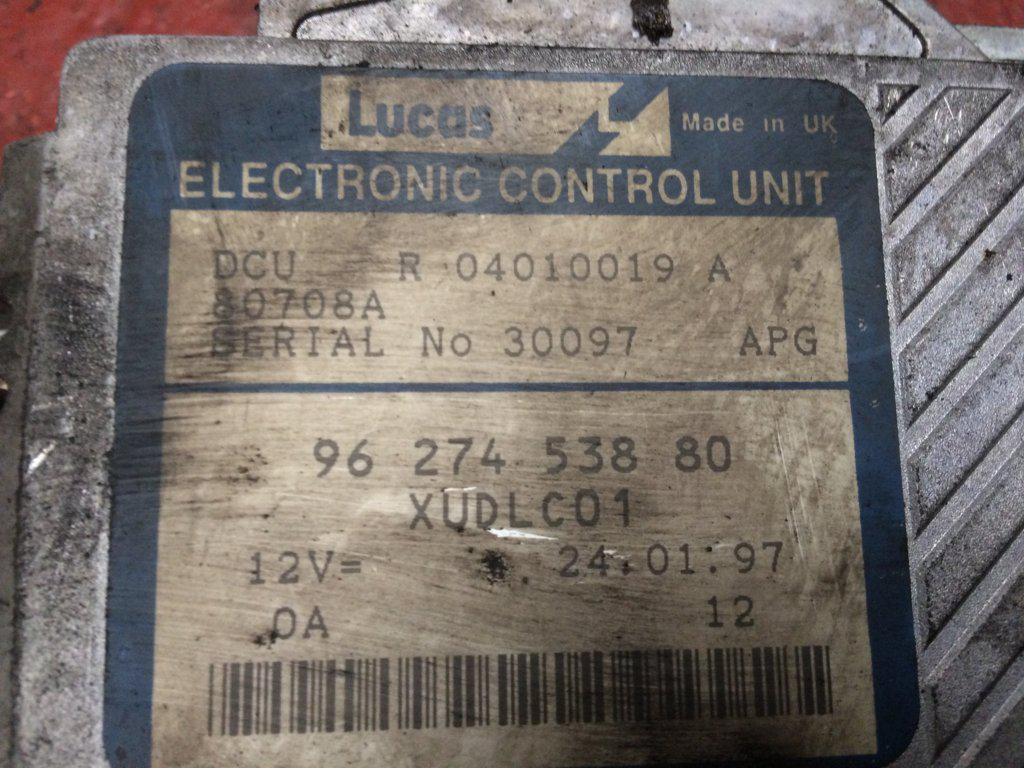 Lucas Made in UK
ELECTRONIC CONTROL UNIT
DCU R 04010019 A
80708A
SERIAL No 30097 APG
96 274 538 80
XUDLC01
12V= 24:01:97
0A 12